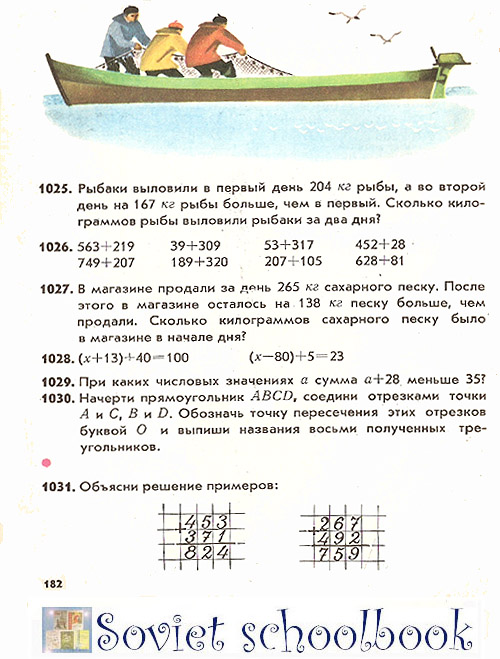 1025. Рыбаки выловили в первый день 204 кг рыбы, а во второй
день на 167 кг рыбы больше, чем в первый. Сколько кило-
граммов рыбы выловили рыбаки за два дня?
1026. 563+219 39+309 53+317 452+28
749+207 189+320 207+105 628+81
1027. В магазине продали за день 265 кг сахарного песку. После
этого в магазине осталось на 138 кг песку больше, чем
продали. Сколько килограммов сахарного песку было
в магазине в начале дня?
1028. (x+13)+40=100 (x−80)+5=23
1029. При каких числовых значениях a сумма a+28 меньше 35?
1030. Начерти прямоугольник ABCD, соедини отрезками точки
A и C, B и D. Обозначь точку пересечения этих отрезков
буквой O и выпиши названия восьми полученных тре-
угольников.
1031. Объясни решение примеров:
453 267
371 492
824 759
182
Soviet schoolbook